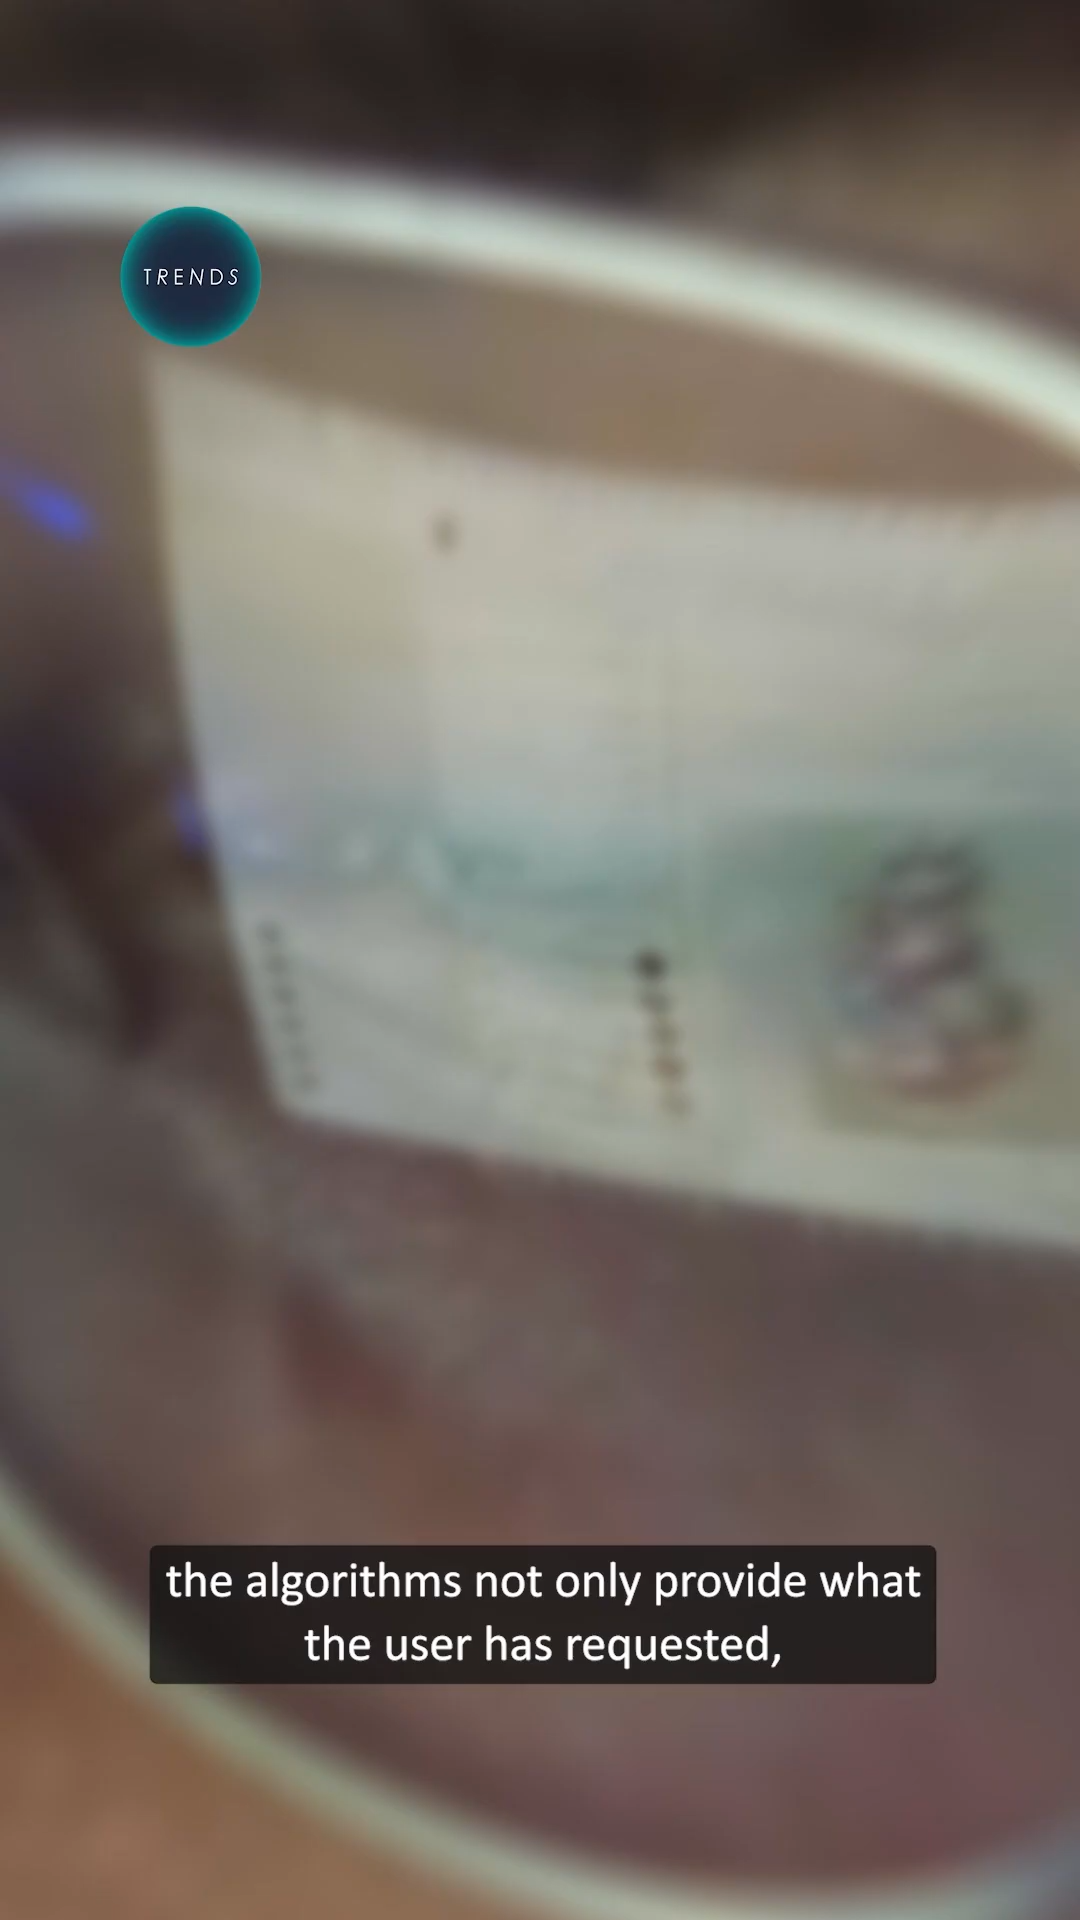 TRENDS
the algorithms not only provide what
the user has requested,